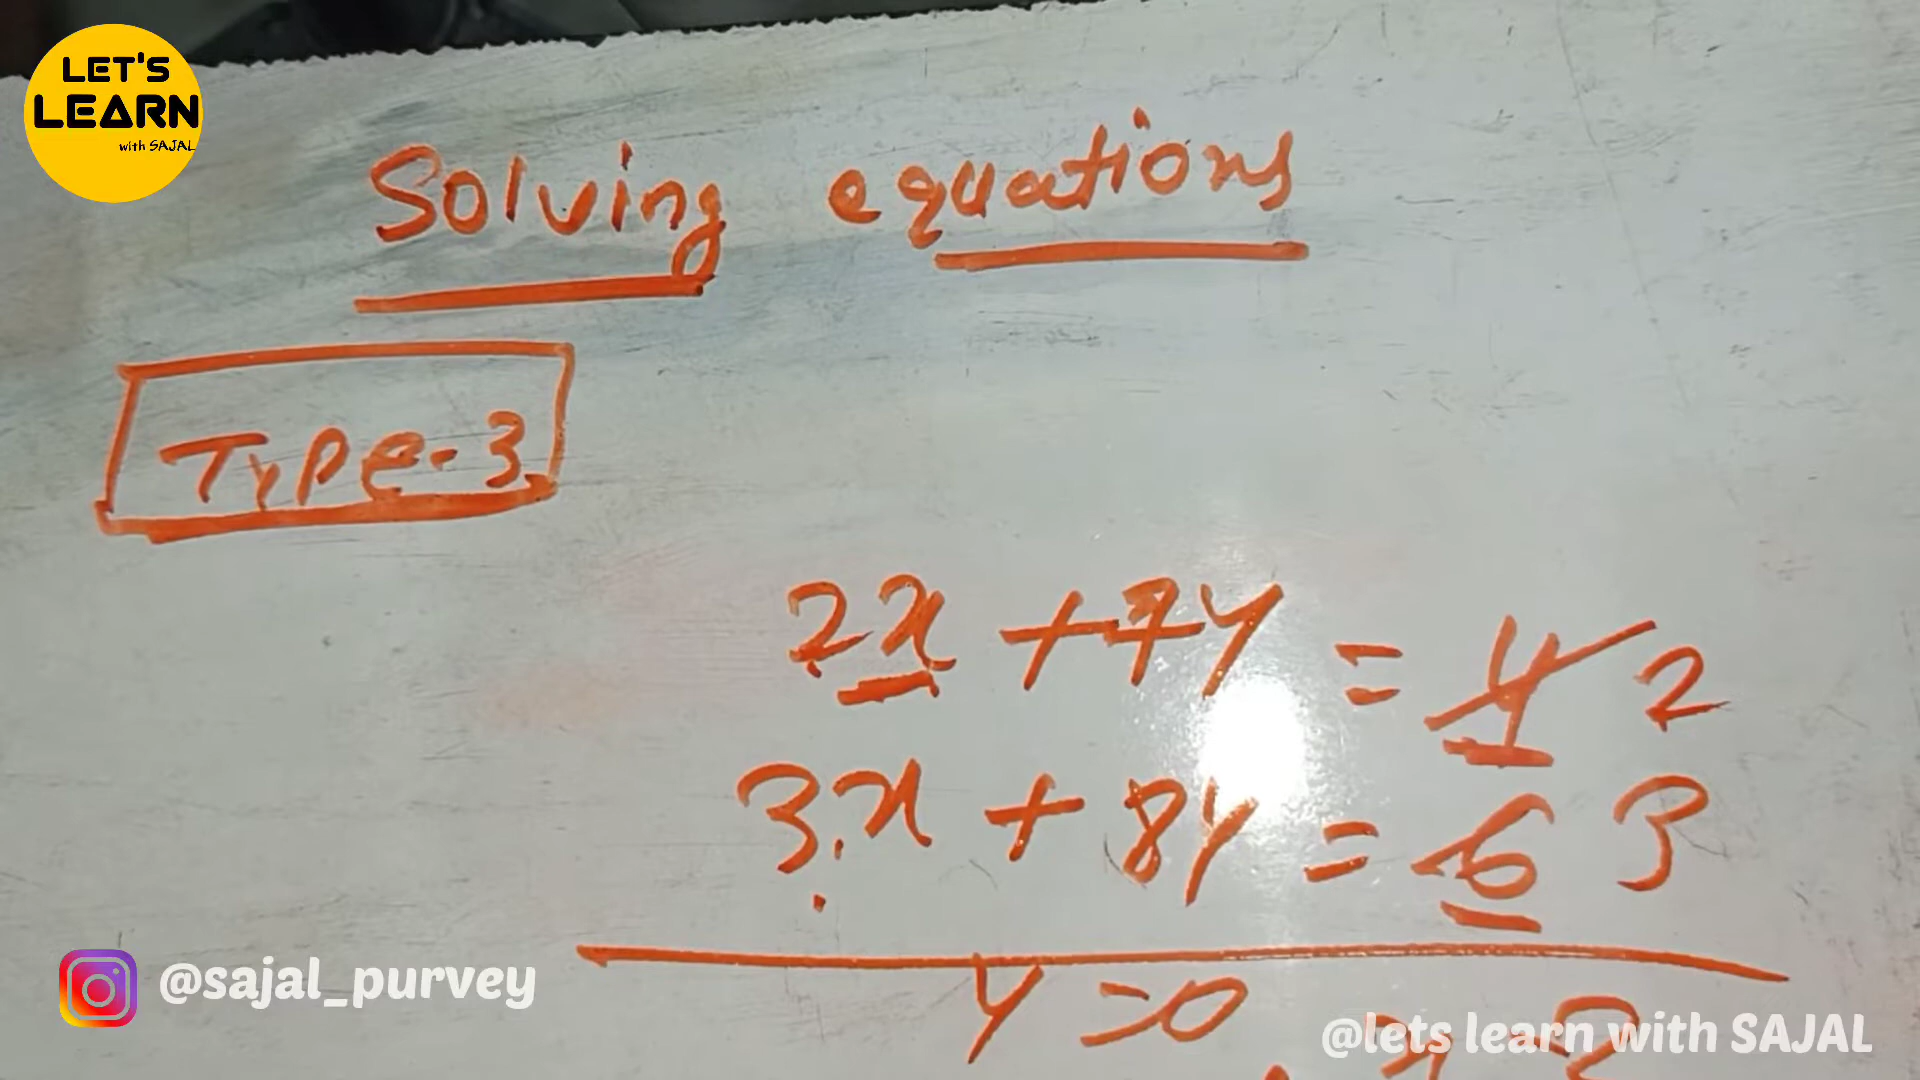 LET'S
LEARN
with SAJAL
Solving equations
Type-3
2x + 7y = 4 2
3x + 8y = 6 3
y = 0
@sajal_purvey
@lets learn with SAJAL